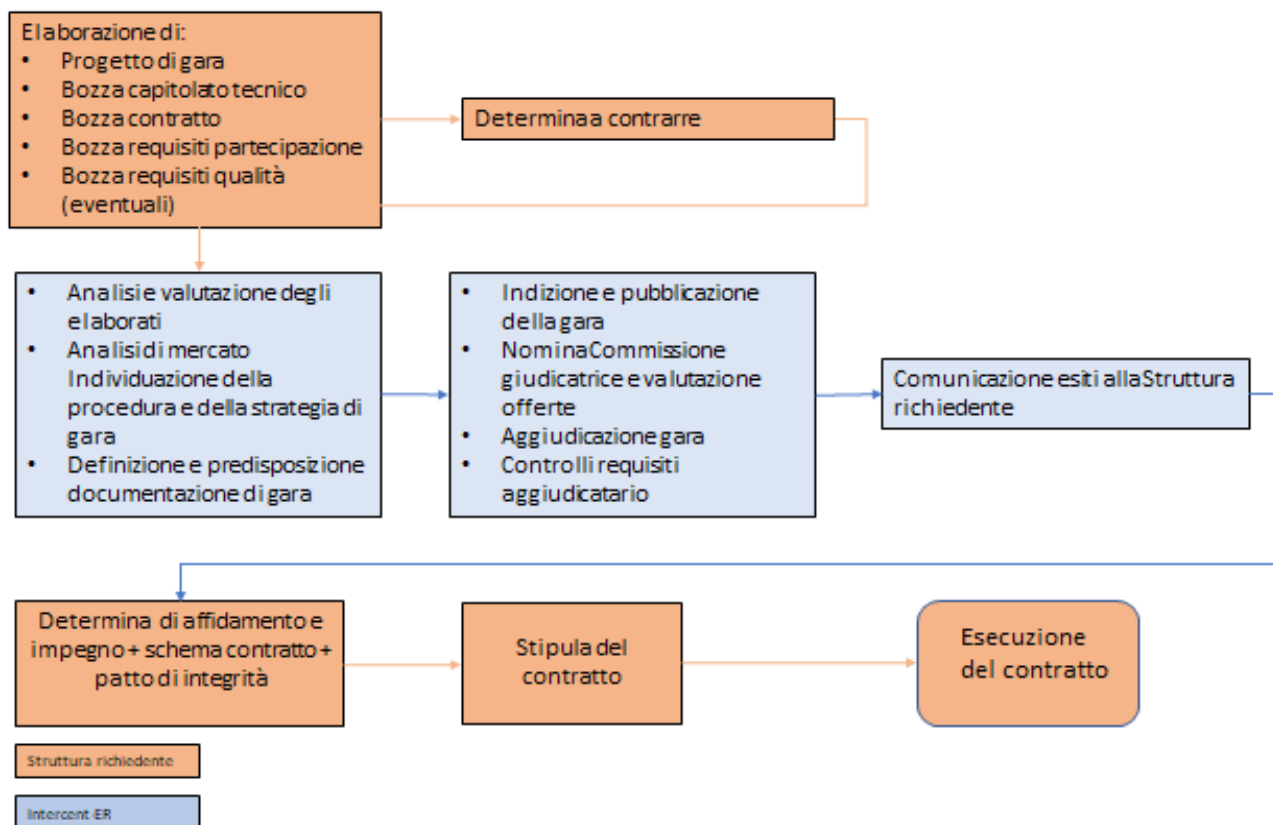 Elaborazione di:
• Progetto di gara
• Bozza capitolato tecnico
• Bozza contratto
• Bozza requisiti partecipazione
• Bozza requisiti qualità
(eventuali)
Determina a contrarre
• Analisi e valutazione degli
elaborati
• Analisi di mercato
Individuazione della
procedura e della strategia di
gara
• Definizione e predisposizione
documentazione di gara
• Indizione e pubblicazione
della gara
• Nomina Commissione
giudicatrice e valutazione
offerte
• Aggiudicazione gara
• Controlli requisiti
aggiudicatario
Comunicazione esiti alla Struttura
richiedente
Determina di affidamento e
impegno + schema contratto +
patto di integrità
Stipula del
contratto
Esecuzione
del contratto
Struttura richiedente
Intercent ER